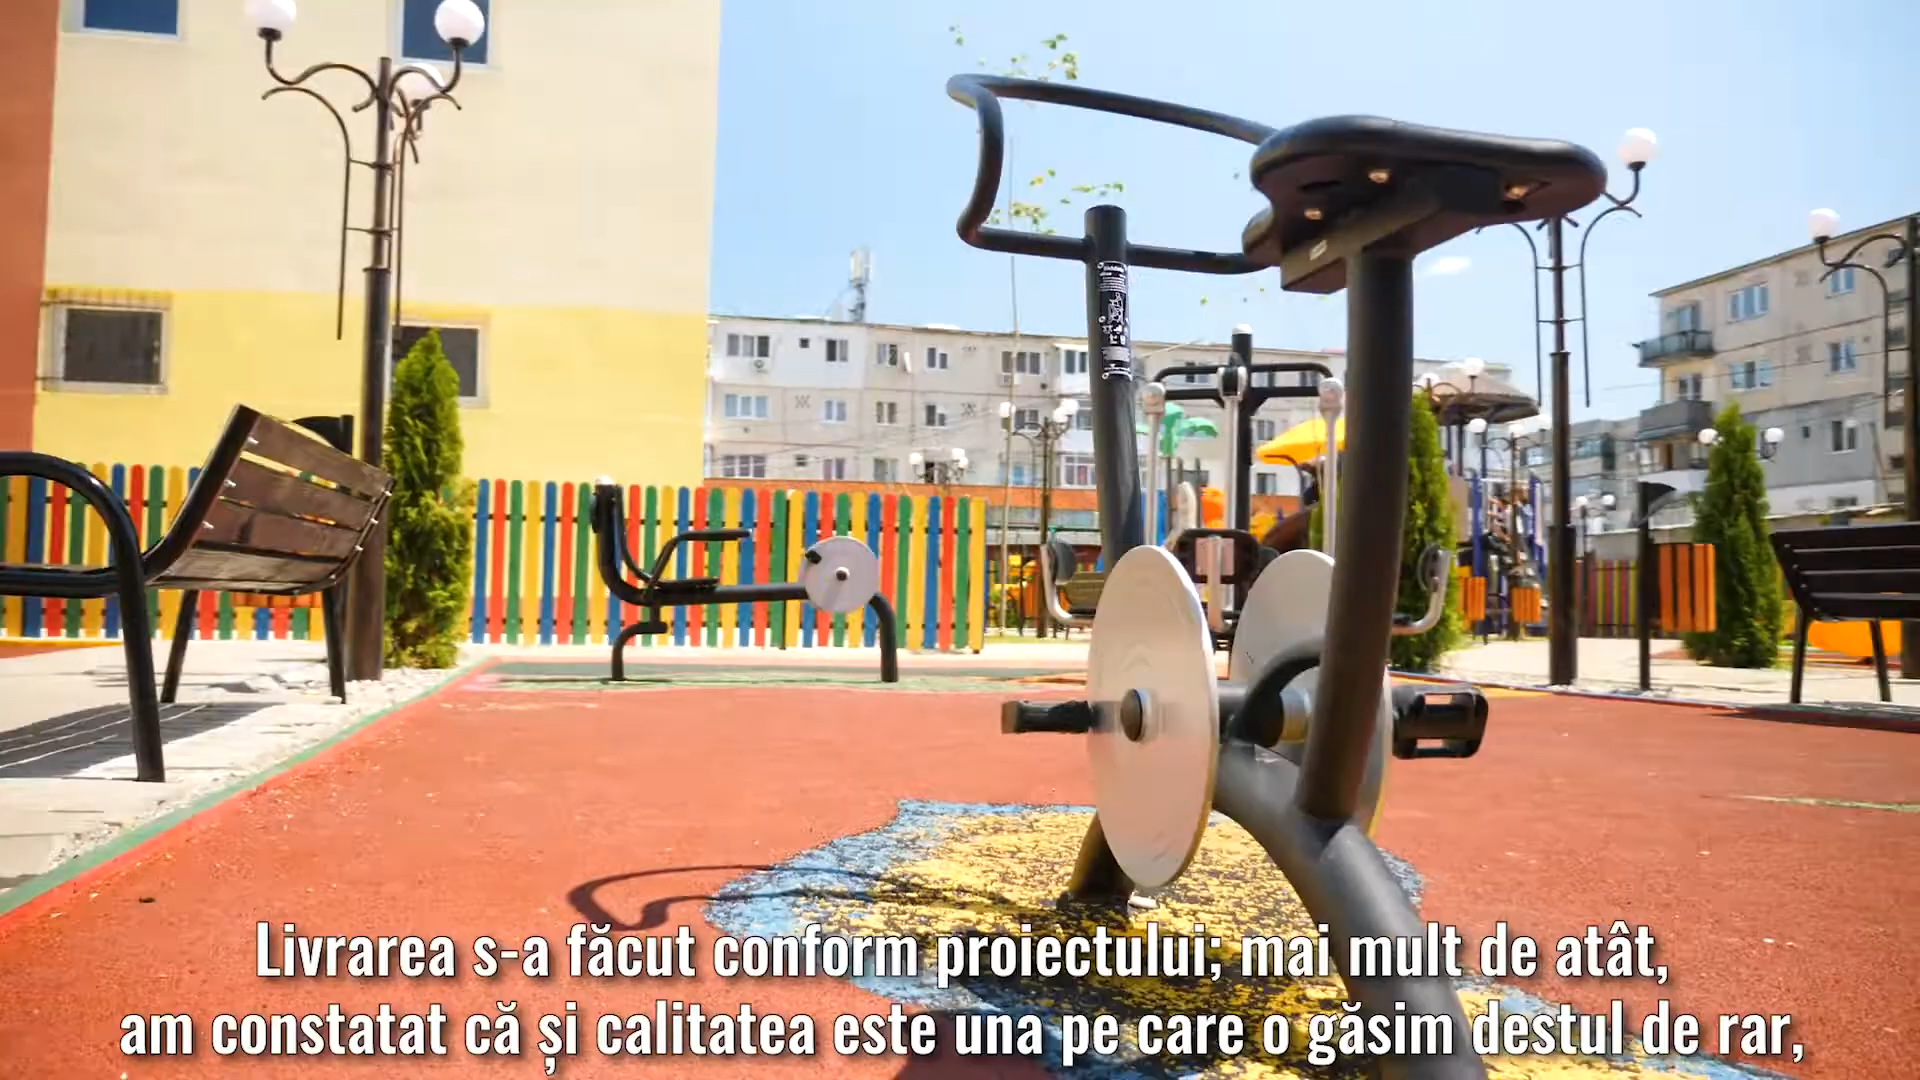 Livrarea s-a făcut conform proiectului; mai mult de atât,
am constatat că și calitatea este una pe care o găsim destul de rar,